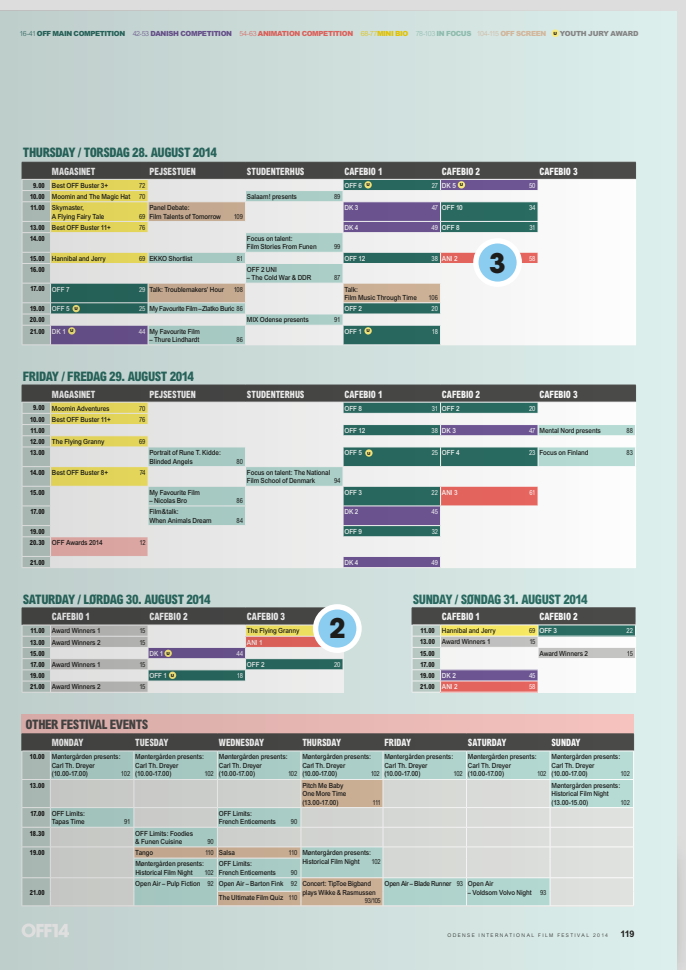 16-41 OFF MAIN COMPETITION 42-53 DANISH COMPETITION 54-63 ANIMATION COMPETITION MINI BIO IN FOCUS OFF SCREEN YOUTH JURY AWARD
THURSDAY / TORSDAG 28. AUGUST 2014
MAGASINET PEJSESTUEN STUDENTERHUS CAFEBIO 1 CAFEBIO 2 CAFEBIO 3
9.00 Best OFF Buster 3+ 72 OFF 6 27 DK 5 50
10.00 Moomin and The Magic Hat 70 Salaam! presents 89
11.00 Skymaster, Panel Debate: DK 3 47 OFF 10 34
A Flying Fairy Tale 69 Film Talents of Tomorrow 109
13.00 Best OFF Buster 11+ 76 DK 4 49 OFF 8 31
14.00 Focus on talent:
Film Stories From Funen 99
15.00 Hannibal and Jerry 69 EKKO Shortlist 81 OFF 12 38 ANI 2 58
3
16.00 OFF 2 UNI
– The Cold War & DDR 87
17.00 OFF 7 29 Talk: Troublemakers' Hour 108 Talk:
Film Music Through Time 106
19.00 OFF 5 25 My Favourite Film – Zlatko Buric 86 OFF 2 20
20.00 MIX Odense presents 91
21.00 DK 1 44 My Favourite Film OFF 1 18
– Thure Lindhardt 86
FRIDAY / FREDAG 29. AUGUST 2014
MAGASINET PEJSESTUEN STUDENTERHUS CAFEBIO 1 CAFEBIO 2 CAFEBIO 3
9.00 Moomin Adventures 70 OFF 8 31 OFF 2 20
10.00 Best OFF Buster 11+ 76
11.00 OFF 12 38 DK 3 47 Mental Nord presents 88
12.00 The Flying Granny 69
13.00 Portrait of Rune T. Kidde: OFF 5 25 OFF 4 23 Focus on Finland 83
Blinded Angels 80
14.00 Best OFF Buster 8+ 74 Focus on talent: The National
Film School of Denmark 94
15.00 My Favourite Film OFF 3 22 ANI 3 61
– Nicolas Bro 86
17.00 Film&talk: DK 2 45
When Animals Dream 84
19.00 OFF 9 32
20.30 OFF Awards 2014 12
21.00 DK 4 49
SATURDAY / LØRDAG 30. AUGUST 2014
CAFEBIO 1 CAFEBIO 2 CAFEBIO 3
11.00 Award Winners 1 15 The Flying Granny
13.00 Award Winners 2 15 ANI 1
2
15.00 DK 1 44
17.00 Award Winners 1 15 OFF 2 20
19.00 OFF 1 18
21.00 Award Winners 2 15
SUNDAY / SØNDAG 31. AUGUST 2014
CAFEBIO 1 CAFEBIO 2
11.00 Hannibal and Jerry 69 OFF 3 22
13.00 Award Winners 1 15
15.00 Award Winners 2 15
17.00
19.00 DK 2 45
21.00 ANI 2 58
OTHER FESTIVAL EVENTS
MONDAY TUESDAY WEDNESDAY THURSDAY FRIDAY SATURDAY SUNDAY
10.00 Møntergården presents: Møntergården presents: Møntergården presents: Møntergården presents: Møntergården presents: Møntergården presents: Møntergården presents:
Carl Th. Dreyer Carl Th. Dreyer Carl Th. Dreyer Carl Th. Dreyer Carl Th. Dreyer Carl Th. Dreyer Carl Th. Dreyer
(10.00-17.00) 102 (10.00-17.00) 102 (10.00-17.00) 102 (10.00-17.00) 102 (10.00-17.00) 102 (10.00-17.00) 102 (10.00-17.00) 102
13.00 Pitch Me Baby Møntergården presents:
One More Time Historical Film Night
(13.00-17.00) 111 (13.00-15.00) 102
17.00 OFF Limits: OFF Limits:
Tapas Time 91 French Enticements 90
18.30 OFF Limits: Foodies
& Funen Cuisine 90
19.00 Tango 110 Salsa 110 Møntergården presents:
Møntergården presents: OFF Limits: Historical Film Night 102
Historical Film Night 102 French Enticements 90
21.00 Open Air – Pulp Fiction 92 Open Air – Barton Fink 92 Concert: TipToe Bigband Open Air – Blade Runner 93 Open Air
plays Wikke & Rasmussen – Voldsom Volvo Night 93
The Ultimate Film Quiz 110 93/105
OFF14
ODENSE INTERNATIONAL FILM FESTIVAL 2014 119